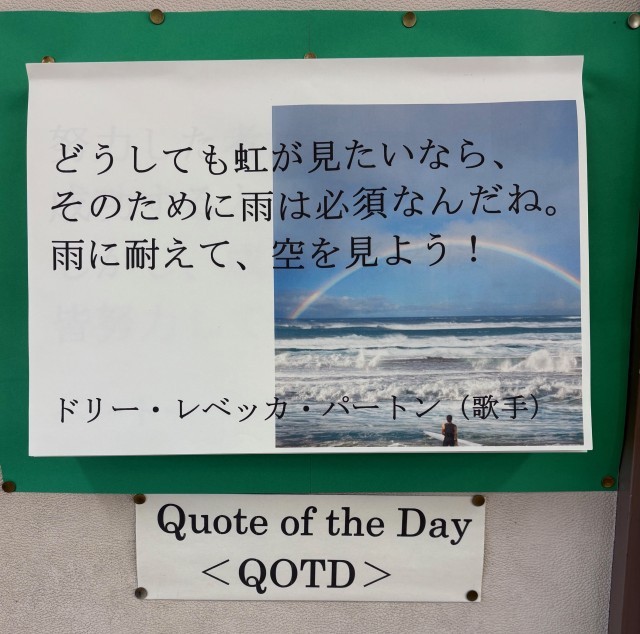 どうしても虹が見たいなら、
そのために雨は必須なんだね。
雨に耐えて、空を見よう！
ドリー・レベッカ・パートン（歌手）
Quote of the Day
＜QOTD＞